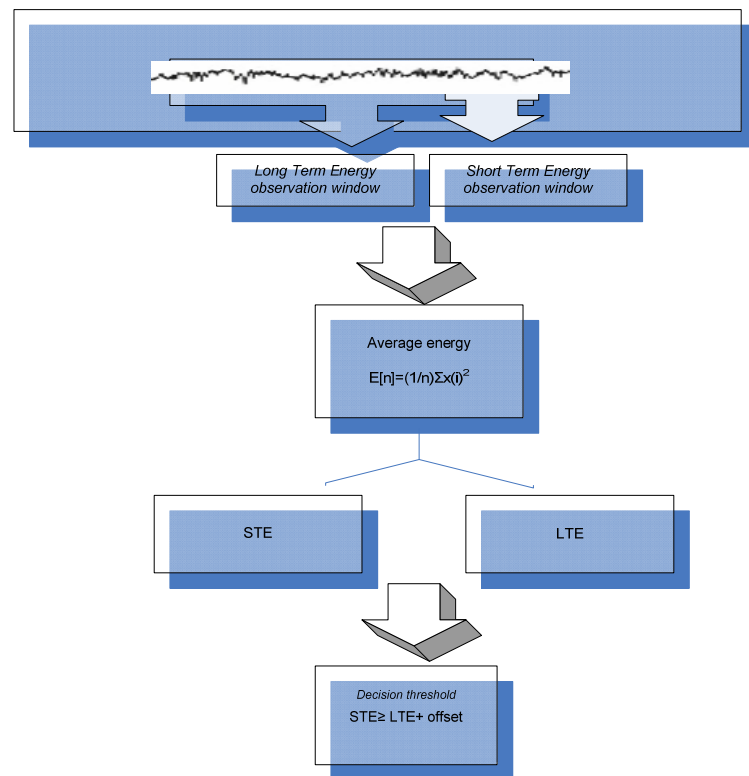 Long Term Energy
observation window
Short Term Energy
observation window
Average energy
E[n]=(1/n)Σx(i)²
STE
LTE
Decision threshold
STE≥ LTE+ offset